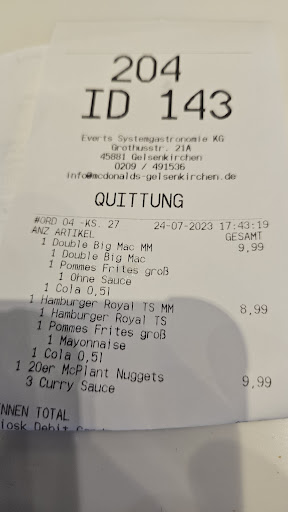 204
ID 143
Everts Systemgastronomie KG
Grothusstr. 21A
45881 Gelsenkirchen
0209 / 491536
info@mcdonalds-gelsenkirchen.de
QUITTUNG
#ORD 04 -KS. 27 24-07-2023 17:43:19
ANZ ARTIKEL GESAMT
1 Double Big Mac MM 9,99
1 Double Big Mac
1 Pommes Frites groß
1 Ohne Sauce
1 Cola 0,5l
1 Hamburger Royal TS MM 8,99
1 Hamburger Royal TS
1 Pommes Frites groß
1 Mayonnaise
1 Cola 0,5l
1 20er McPlant Nuggets 9,99
3 Curry Sauce
INNEN TOTAL